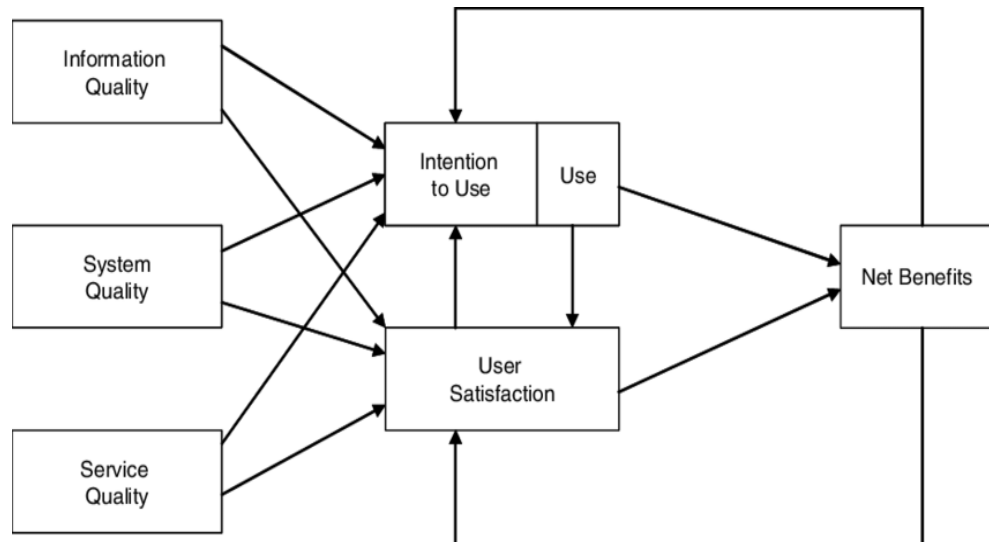 Information
Quality
Intention
to Use
Use
System
Quality
Net Benefits
User
Satisfaction
Service
Quality